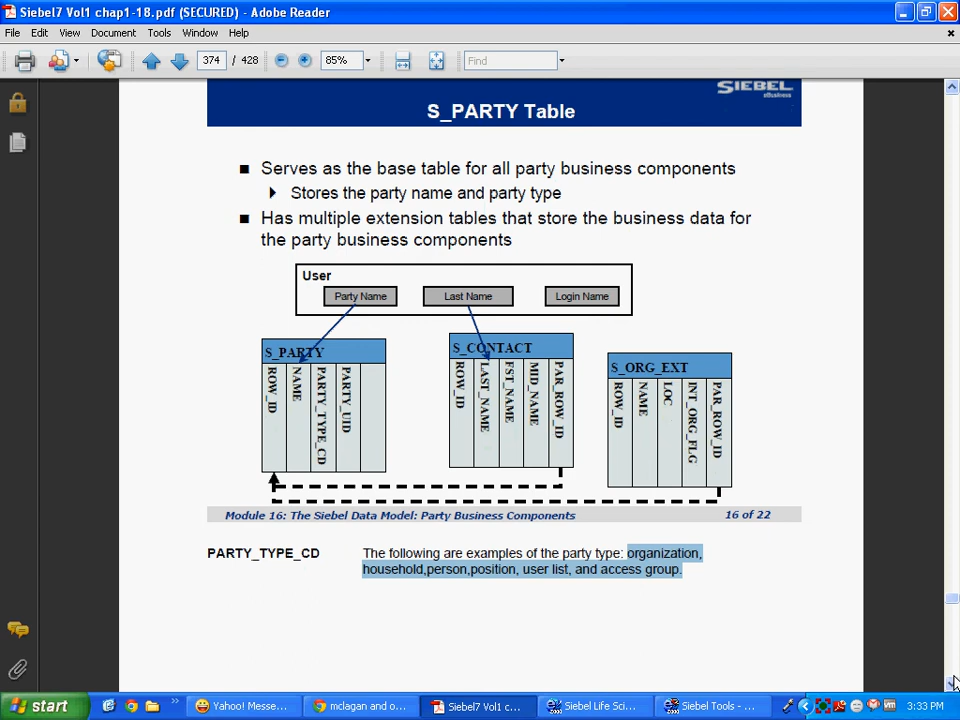 Siebel7 Vol1 chap1-18.pdf (SECURED) - Adobe Reader
File Edit View Document Tools Window Help
374 / 428 85% Find
SIEBEL
eBusiness
S_PARTY Table
Serves as the base table for all party business components
Stores the party name and party type
Has multiple extension tables that store the business data for
the party business components
User
Party Name Last Name Login Name
S_PARTY
ROW_ID
NAME
PARTY_TYPE_CD
PARTY_UID
S_CONTACT
ROW_ID
LAST_NAME
FST_NAME
MID_NAME
PAR_ROW_ID
S_ORG_EXT
ROW_ID
NAME
LOC
INT_ORG_FLG
PAR_ROW_ID
Module 16: The Siebel Data Model: Party Business Components 16 of 22
PARTY_TYPE_CD The following are examples of the party type: organization,
household,person,position, user list, and access group.
start Yahoo! Messe... mclagan and o... Siebel7 Vol1 c... Siebel Life Sci... Siebel Tools - ... 3:33 PM